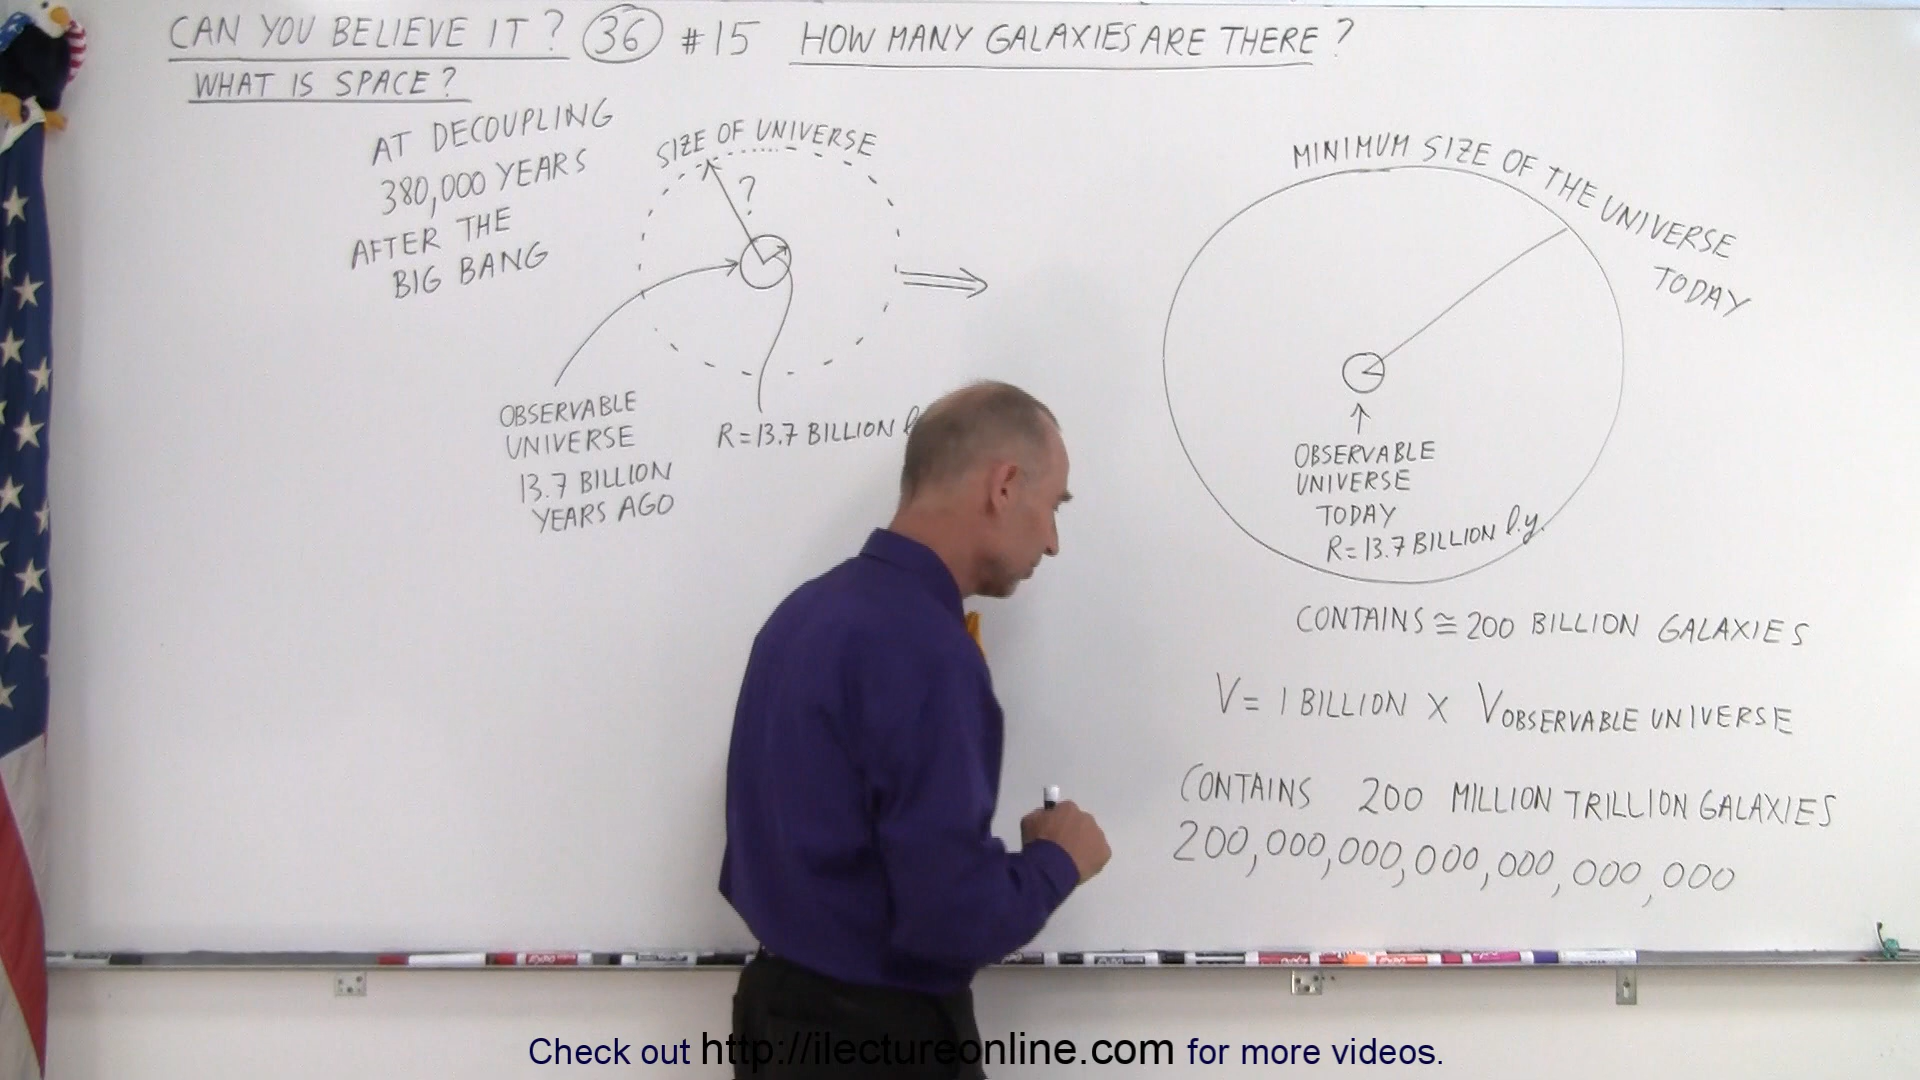 CAN YOU BELIEVE IT? 36 #15 HOW MANY GALAXIES ARE THERE?
WHAT IS SPACE?
AT DECOUPLING
380,000 YEARS
AFTER THE
BIG BANG
SIZE OF UNIVERSE
?
OBSERVABLE
UNIVERSE
13.7 BILLION
YEARS AGO
R=13.7 BILLION
MINIMUM SIZE OF THE UNIVERSE
TODAY
OBSERVABLE
UNIVERSE
TODAY
R=13.7 BILLION l.y.
CONTAINS ≅ 200 BILLION GALAXIES
V= 1 BILLION X VOBSERVABLE UNIVERSE
CONTAINS 200 MILLION TRILLION GALAXIES
200,000,000,000,000,000,000
Check out http://ilectureonline.com for more videos.